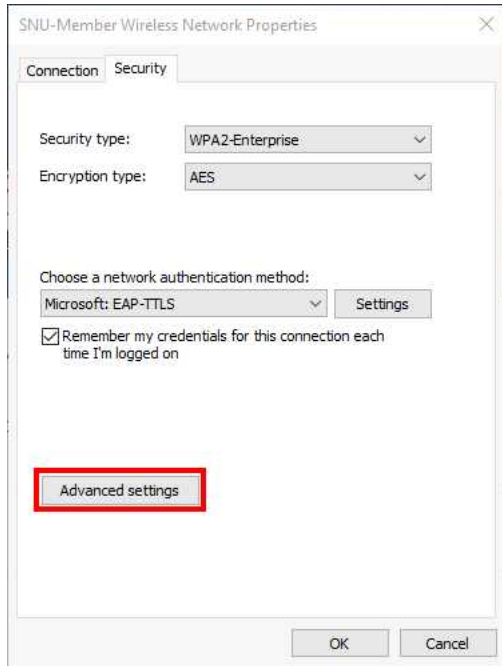 SNU-Member Wireless Network Properties
Connection Security
Security type: WPA2-Enterprise
Encryption type: AES
Choose a network authentication method:
Microsoft: EAP-TTLS Settings
Remember my credentials for this connection each
time I'm logged on
Advanced settings
OK Cancel